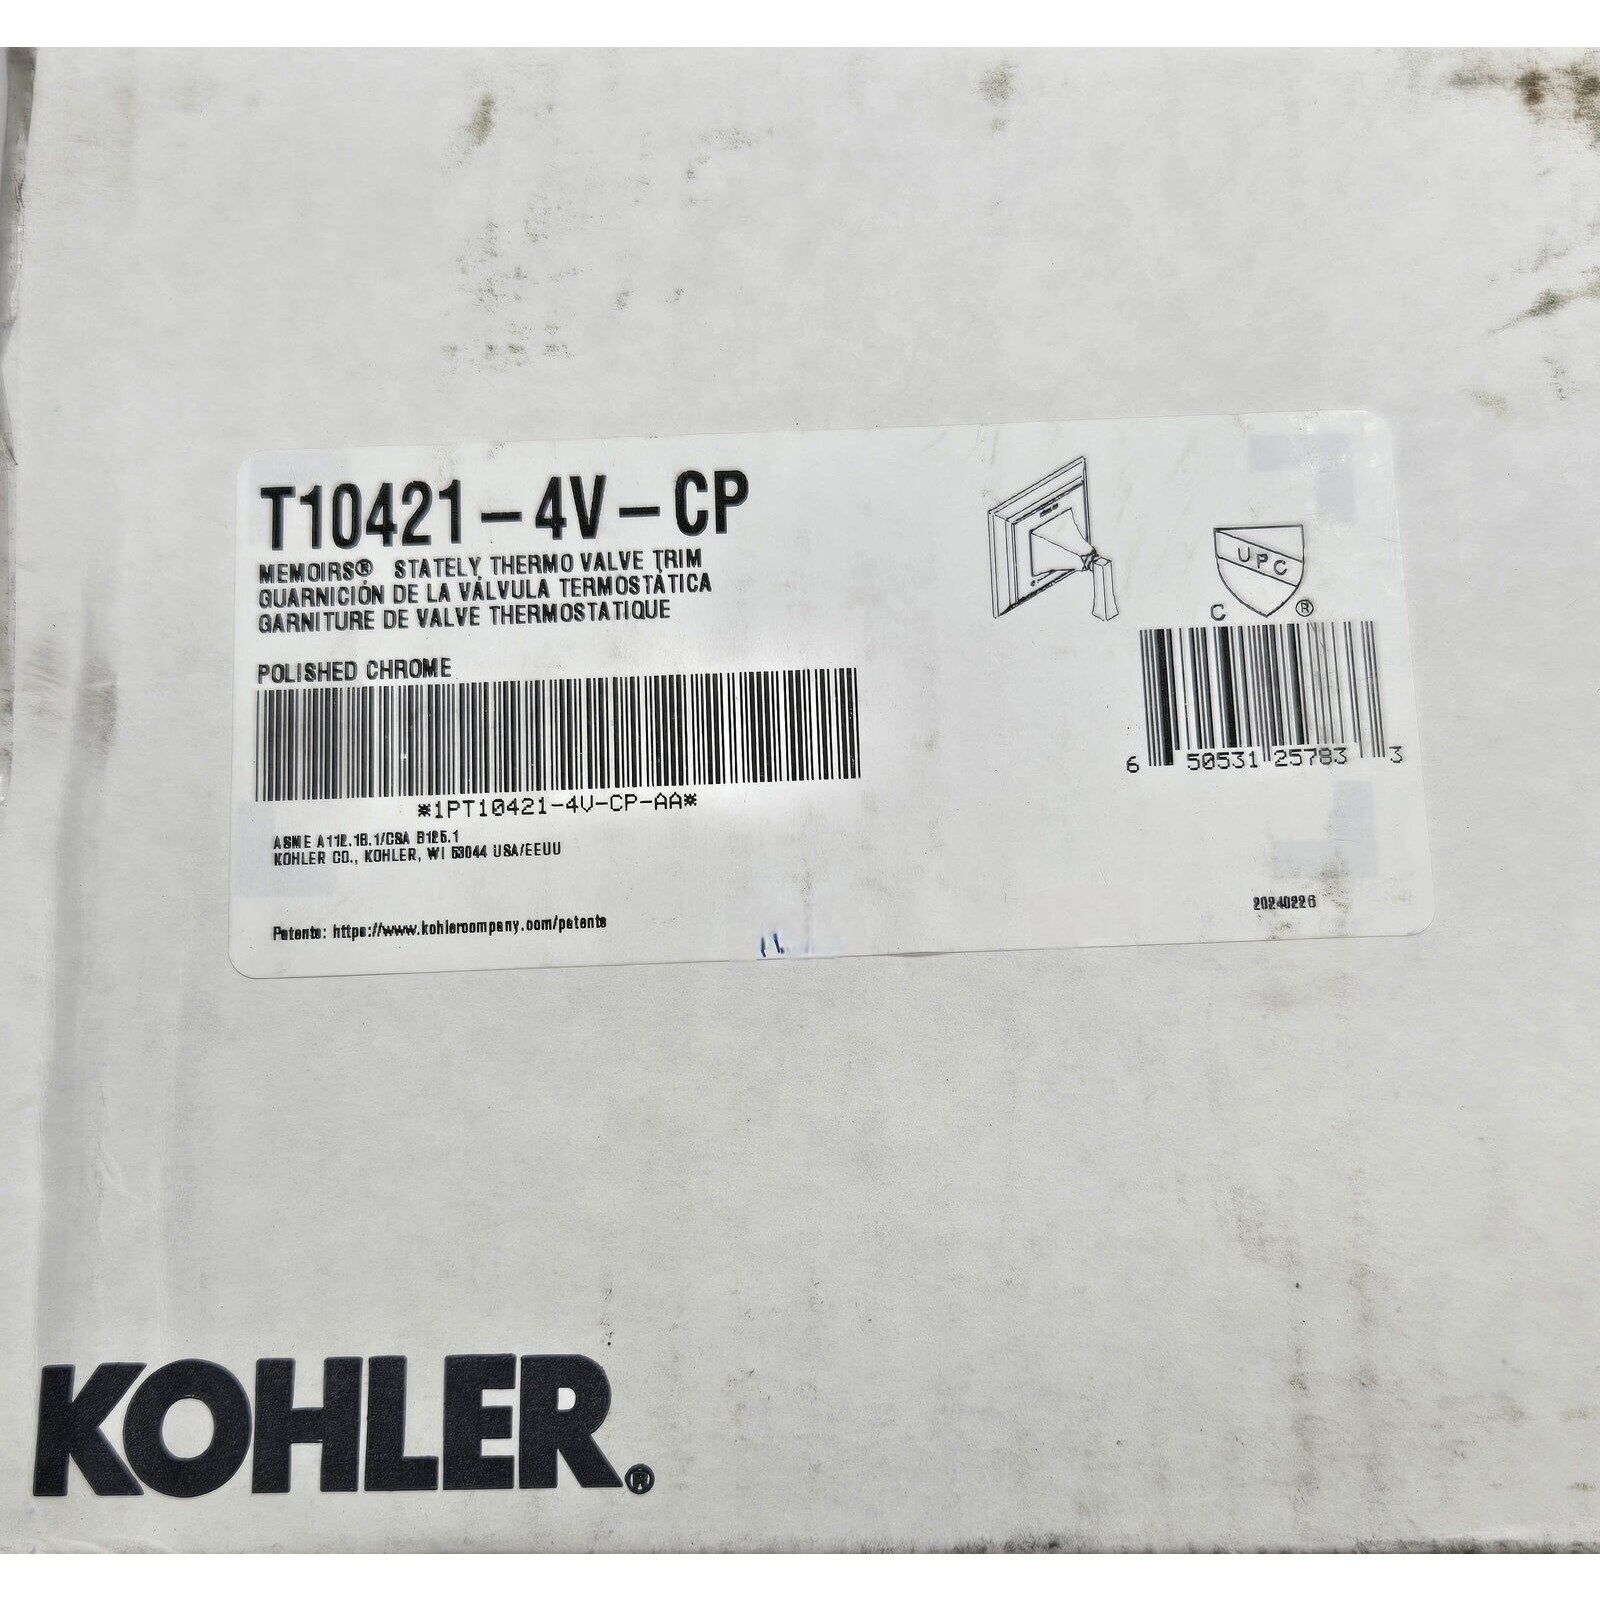 T10421-4V-CP
MEMOIRS® STATELY THERMO VALVE TRIM
GUARNICIÓN DE LA VÁLVULA TERMOSTÁTICA
GARNITURE DE VALVE THERMOSTATIQUE
POLISHED CHROME
*1PT10421-4V-CP-AA*
ASME A112.18.1/CSA B125.1
KOHLER CO., KOHLER, WI 53044 USA/EEUU
Patents: https://www.kohlercompany.com/patents
UPC
C ®
6 50531 25783 3
20240226
KOHLER®